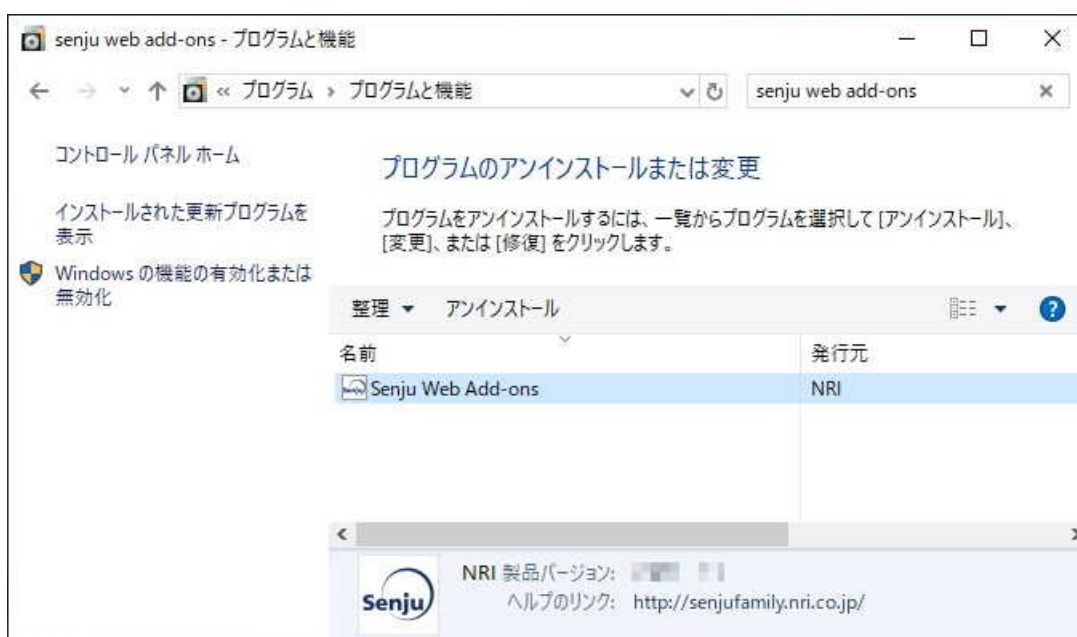 senju web add-ons - プログラムと機能
« プログラム › プログラムと機能
senju web add-ons
コントロール パネル ホーム
インストールされた更新プログラムを
表示
Windows の機能の有効化または
無効化
プログラムのアンインストールまたは変更
プログラムをアンインストールするには、一覧からプログラムを選択して [アンインストール]、
[変更]、または [修復] をクリックします。
整理 アンインストール
名前 発行元
Senju Web Add-ons NRI
Senju
NRI 製品バージョン:
ヘルプのリンク: http://senjufamily.nri.co.jp/